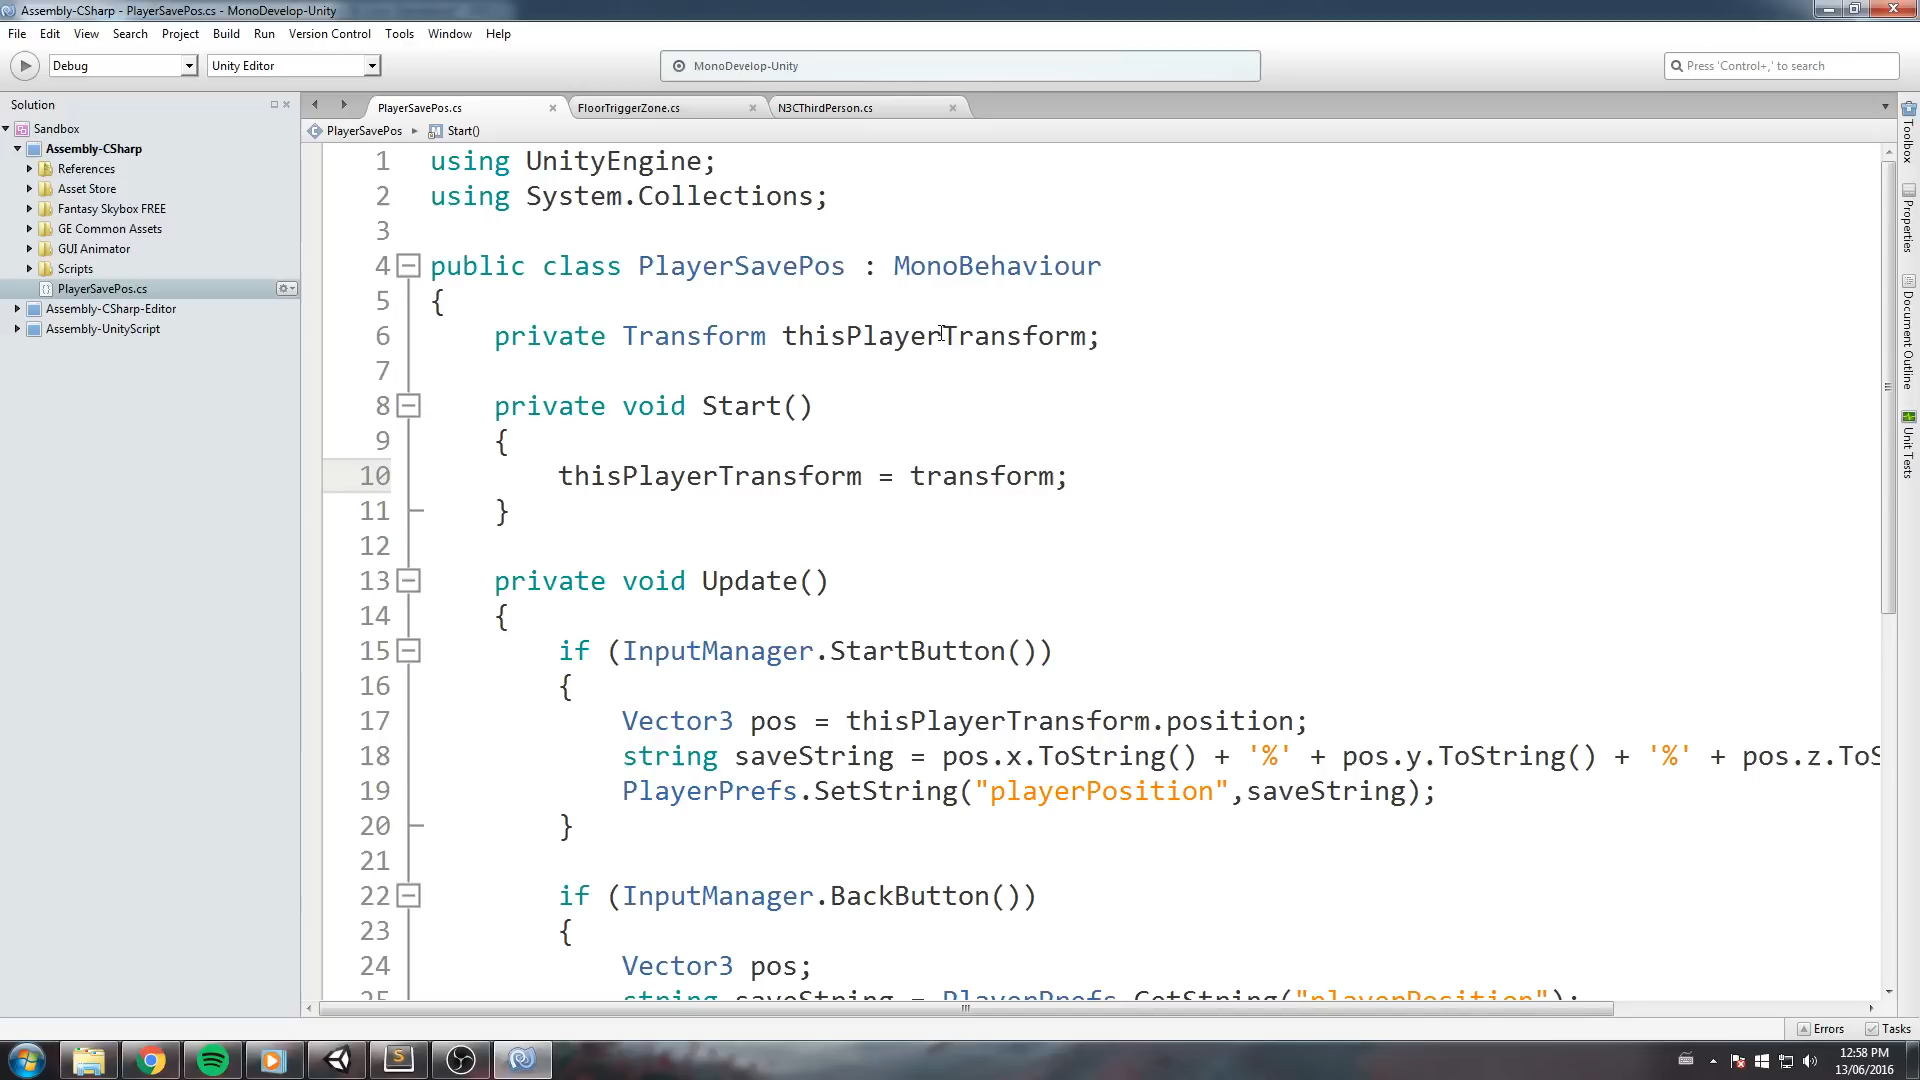 Assembly-CSharp - PlayerSavePos.cs - MonoDevelop-Unity
File Edit View Search Project Build Run Version Control Tools Window Help
Debug Unity Editor MonoDevelop-Unity Press 'Control+,' to search
Solution
Sandbox
Assembly-CSharp
References
Asset Store
Fantasy Skybox FREE
GE Common Assets
GUI Animator
Scripts
PlayerSavePos.cs
Assembly-CSharp-Editor
Assembly-UnityScript
PlayerSavePos.cs FloorTriggerZone.cs N3CThirdPerson.cs
PlayerSavePos Start()
1 using UnityEngine;
2 using System.Collections;
3
4 public class PlayerSavePos : MonoBehaviour
5 {
6 private Transform thisPlayerTransform;
7
8 private void Start()
9 {
10 thisPlayerTransform = transform;
11 }
12
13 private void Update()
14 {
15 if (InputManager.StartButton())
16 {
17 Vector3 pos = thisPlayerTransform.position;
18 string saveString = pos.x.ToString() + '%' + pos.y.ToString() + '%' + pos.z.ToS
19 PlayerPrefs.SetString("playerPosition",saveString);
20 }
21
22 if (InputManager.BackButton())
23 {
24 Vector3 pos;
25 string saveString = PlayerPrefs.GetString("playerPosition");
Toolbox
Properties
Document Outline
Unit Tests
Errors Tasks
12:58 PM
13/06/2016